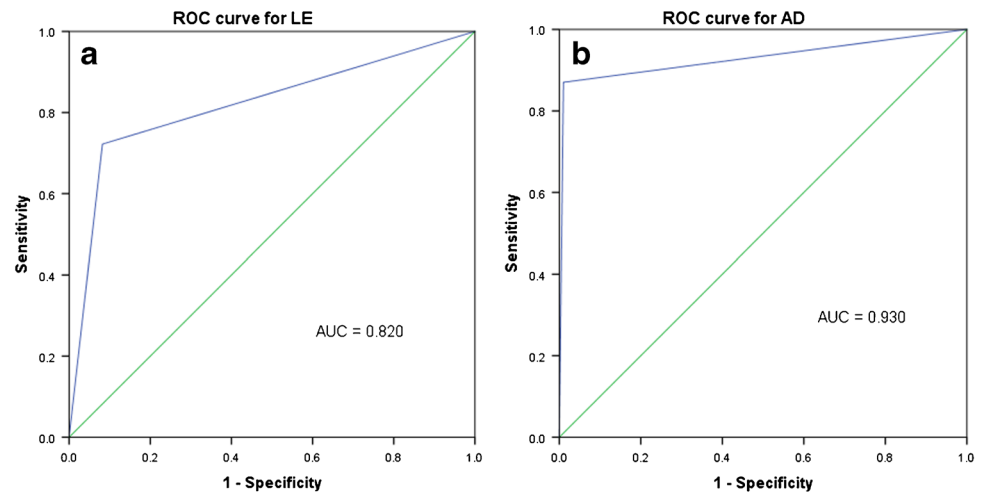 ROC curve for LE
a
1.0
0.8
0.6
0.4
0.2
0.0
Sensitivity
AUC = 0.820
0.0 0.2 0.4 0.6 0.8 1.0
1 - Specificity
ROC curve for AD
b
1.0
0.8
0.6
0.4
0.2
0.0
Sensitivity
AUC = 0.930
0.0 0.2 0.4 0.6 0.8 1.0
1 - Specificity